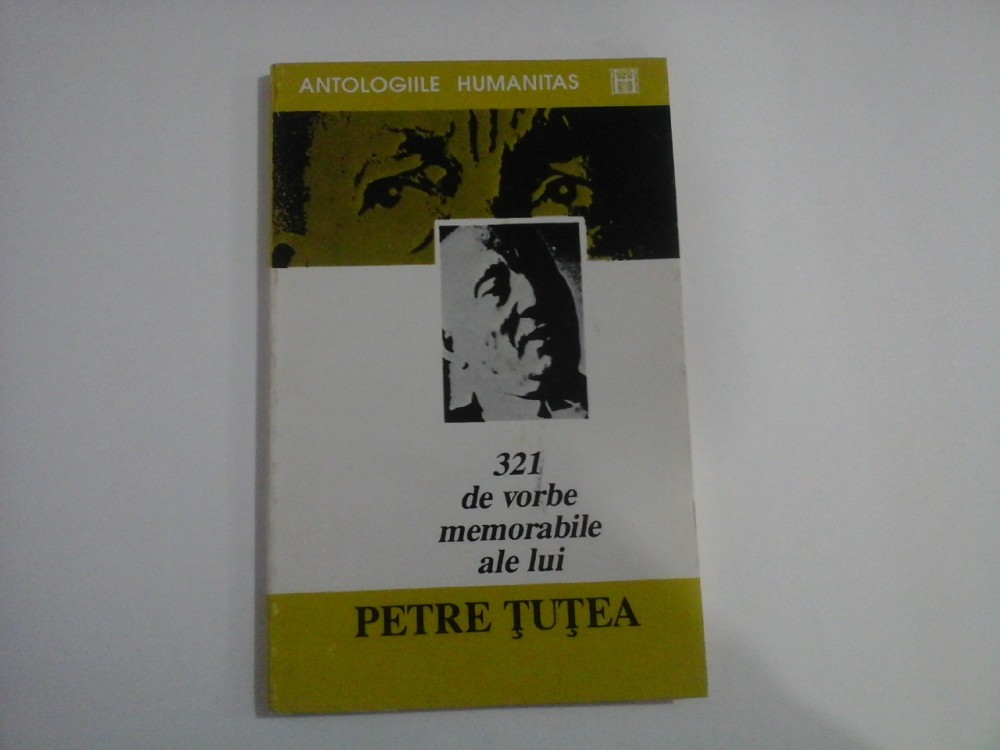 ANTOLOGIILE HUMANITAS H
321
de vorbe
memorabile
ale lui
PETRE ŢUŢEA